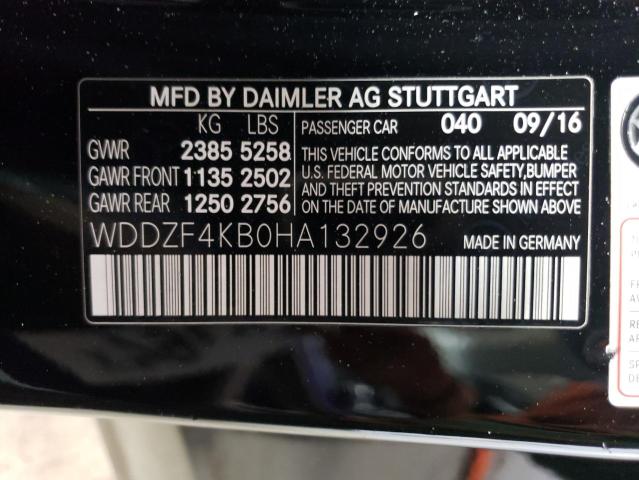 MFD BY DAIMLER AG STUTTGART
KG LBS PASSENGER CAR 040 09/16
GVWR 2385 5258
GAWR FRONT 1135 2502
GAWR REAR 1250 2756
THIS VEHICLE CONFORMS TO ALL APPLICABLE
U.S. FEDERAL MOTOR VEHICLE SAFETY,BUMPER
AND THEFT PREVENTION STANDARDS IN EFFECT
ON THE DATE OF MANUFACTURE SHOWN ABOVE
WDDZF4KB0HA132926 MADE IN GERMANY